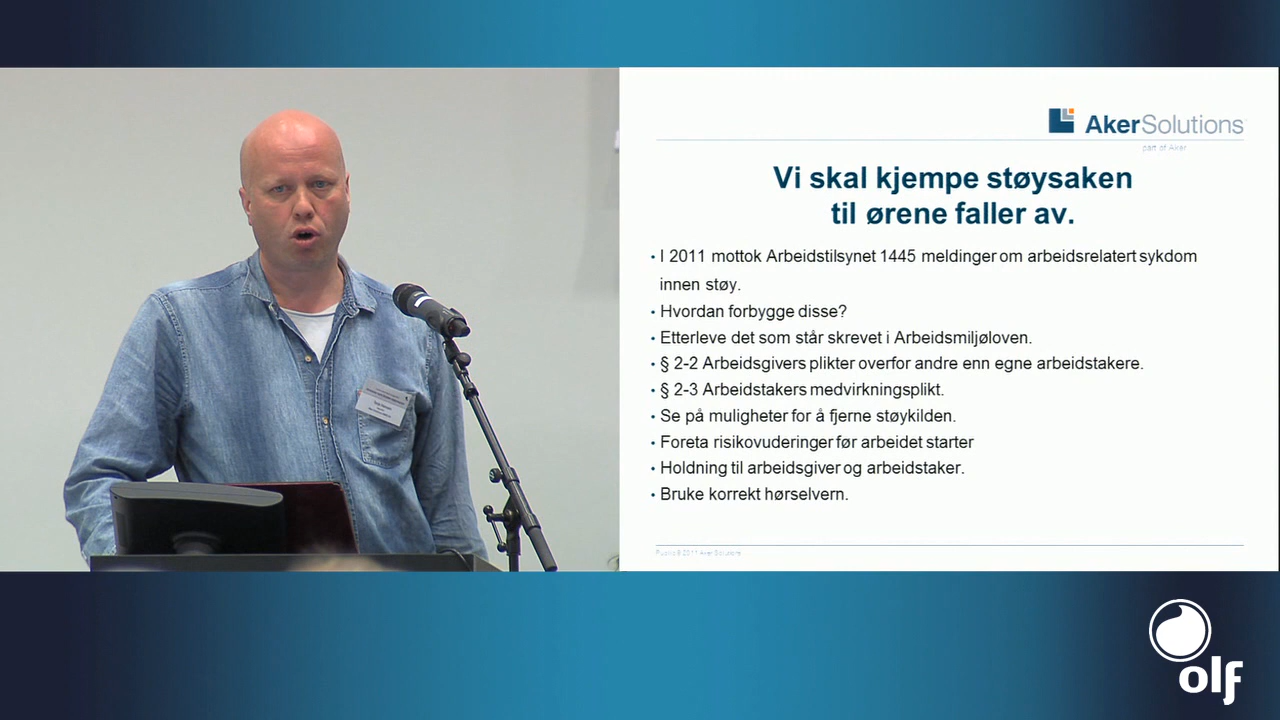 AkerSolutions
part of Aker
Vi skal kjempe støysaken
til ørene faller av.
• I 2011 mottok Arbeidstilsynet 1445 meldinger om arbeidsrelatert sykdom
innen støy.
• Hvordan forbygge disse?
• Etterleve det som står skrevet i Arbeidsmiljøloven.
• § 2-2 Arbeidsgivers plikter overfor andre enn egne arbeidstakere.
• § 2-3 Arbeidstakers medvirkningsplikt.
• Se på muligheter for å fjerne støykilden.
• Foreta risikovuderinger før arbeidet starter
• Holdning til arbeidsgiver og arbeidstaker.
• Bruke korrekt hørselvern.
2011 Aker Solutions
olf